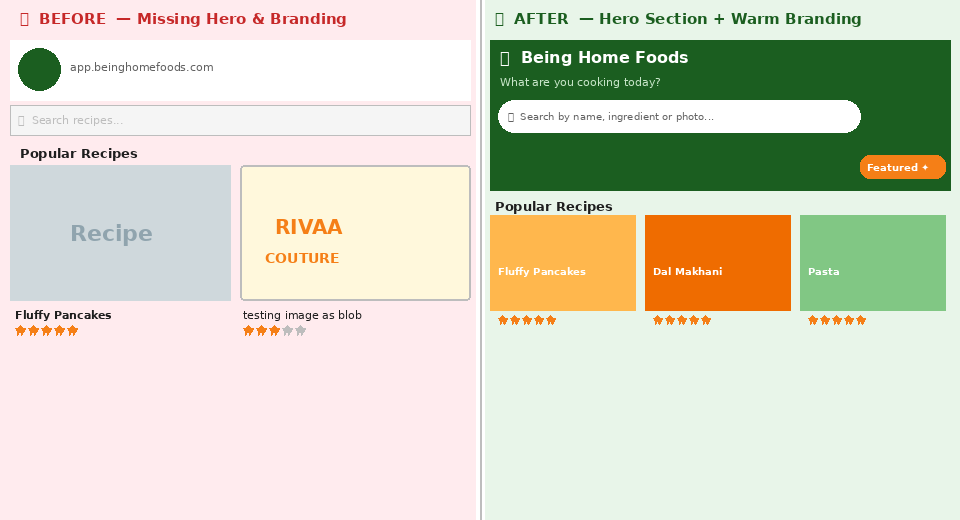 BEFORE — Missing Hero & Branding
app.beinghomefoods.com
Search recipes...
Popular Recipes
Recipe
RIVAA
COUTURE
Fluffy Pancakes
testing image as blob
AFTER — Hero Section + Warm Branding
Being Home Foods
What are you cooking today?
Search by name, ingredient or photo...
Featured ✦
Popular Recipes
Fluffy Pancakes
Dal Makhani
Pasta